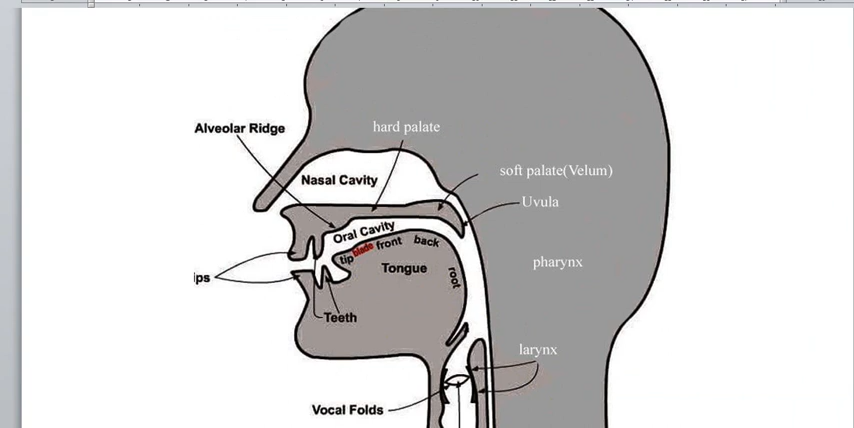 Alveolar Ridge
hard palate
Nasal Cavity
soft palate(Velum)
Uvula
Oral Cavity
tip blade front back
root
Tongue
pharynx
ips
Teeth
larynx
Vocal Folds